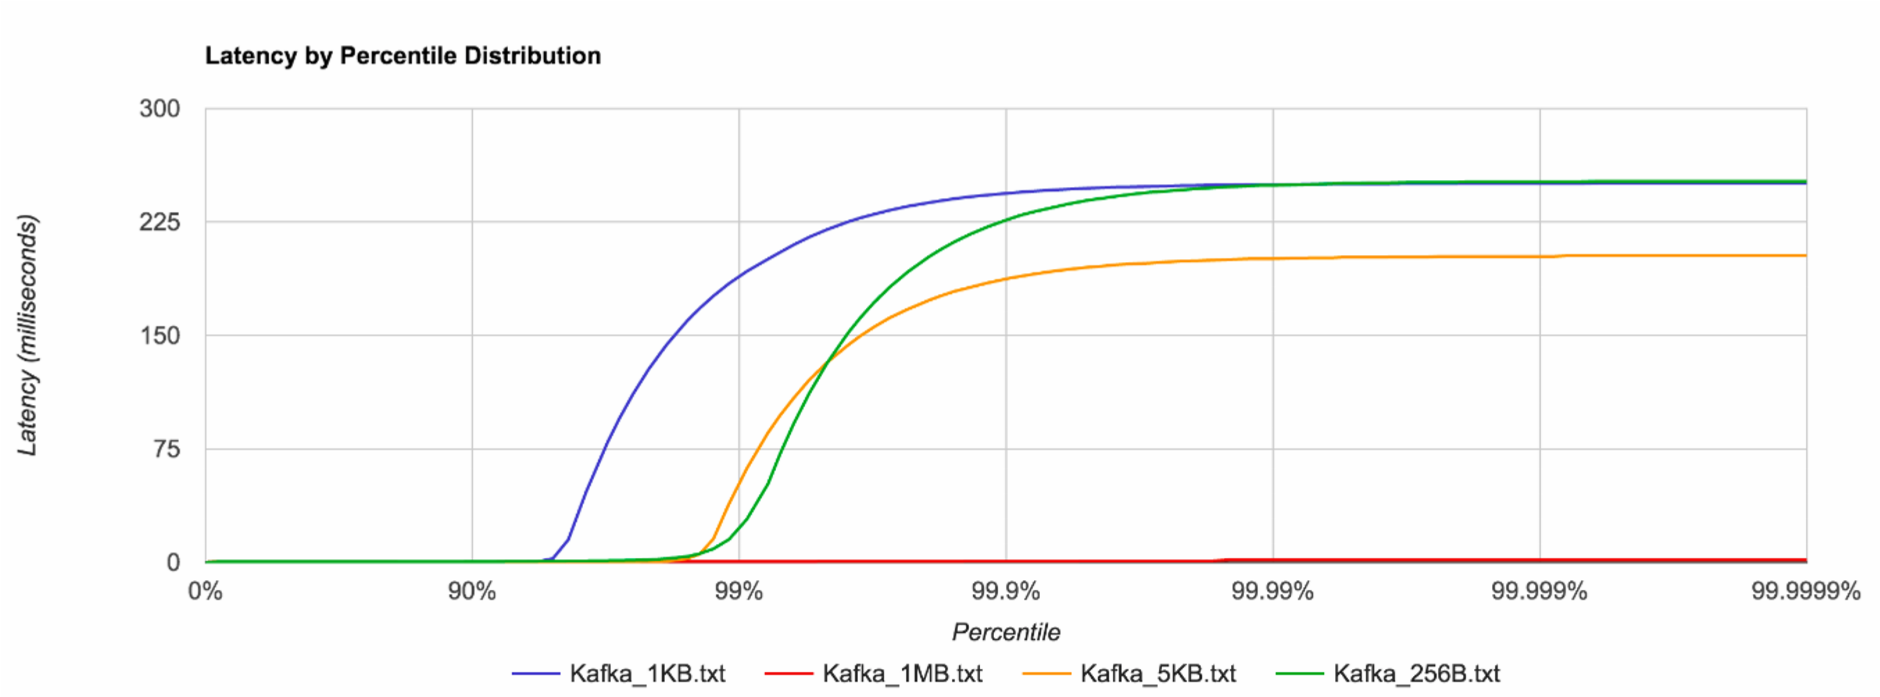 Latency by Percentile Distribution
300
225
150
75
0
Latency (milliseconds)
0% 90% 99% 99.9% 99.99% 99.999% 99.9999%
Percentile
Kafka_1KB.txt Kafka_1MB.txt Kafka_5KB.txt Kafka_256B.txt